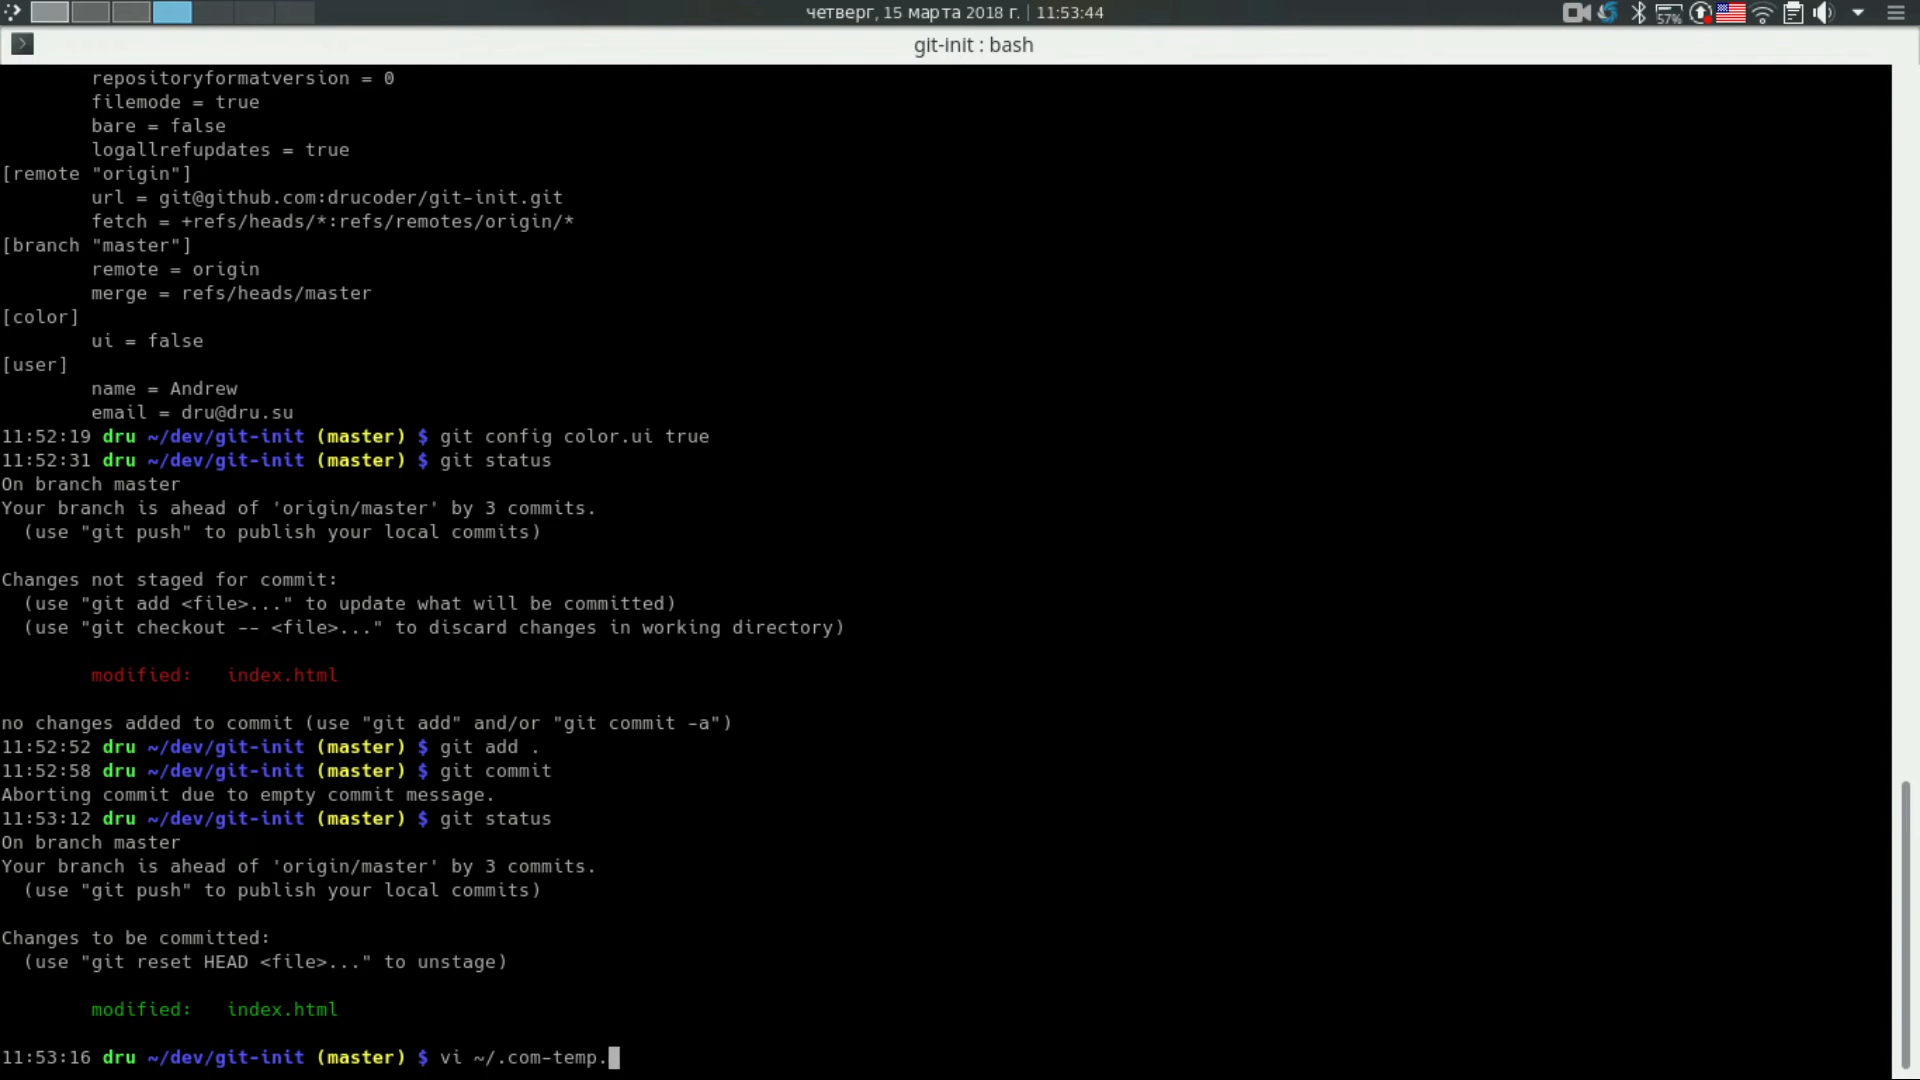 четверг, 15 марта 2018 г. | 11:53:44
57%
git-init : bash
repositoryformatversion = 0
filemode = true
bare = false
logallrefupdates = true
[remote "origin"]
url = git@github.com:drucoder/git-init.git
fetch = +refs/heads/*:refs/remotes/origin/*
[branch "master"]
remote = origin
merge = refs/heads/master
[color]
ui = false
[user]
name = Andrew
email = dru@dru.su
11:52:19 dru ~/dev/git-init (master) $ git config color.ui true
11:52:31 dru ~/dev/git-init (master) $ git status
On branch master
Your branch is ahead of 'origin/master' by 3 commits.
(use "git push" to publish your local commits)
Changes not staged for commit:
(use "git add <file>..." to update what will be committed)
(use "git checkout -- <file>..." to discard changes in working directory)
modified:   index.html
no changes added to commit (use "git add" and/or "git commit -a")
11:52:52 dru ~/dev/git-init (master) $ git add .
11:52:58 dru ~/dev/git-init (master) $ git commit
Aborting commit due to empty commit message.
11:53:12 dru ~/dev/git-init (master) $ git status
On branch master
Your branch is ahead of 'origin/master' by 3 commits.
(use "git push" to publish your local commits)
Changes to be committed:
(use "git reset HEAD <file>..." to unstage)
modified:   index.html
11:53:16 dru ~/dev/git-init (master) $ vi ~/.com-temp.